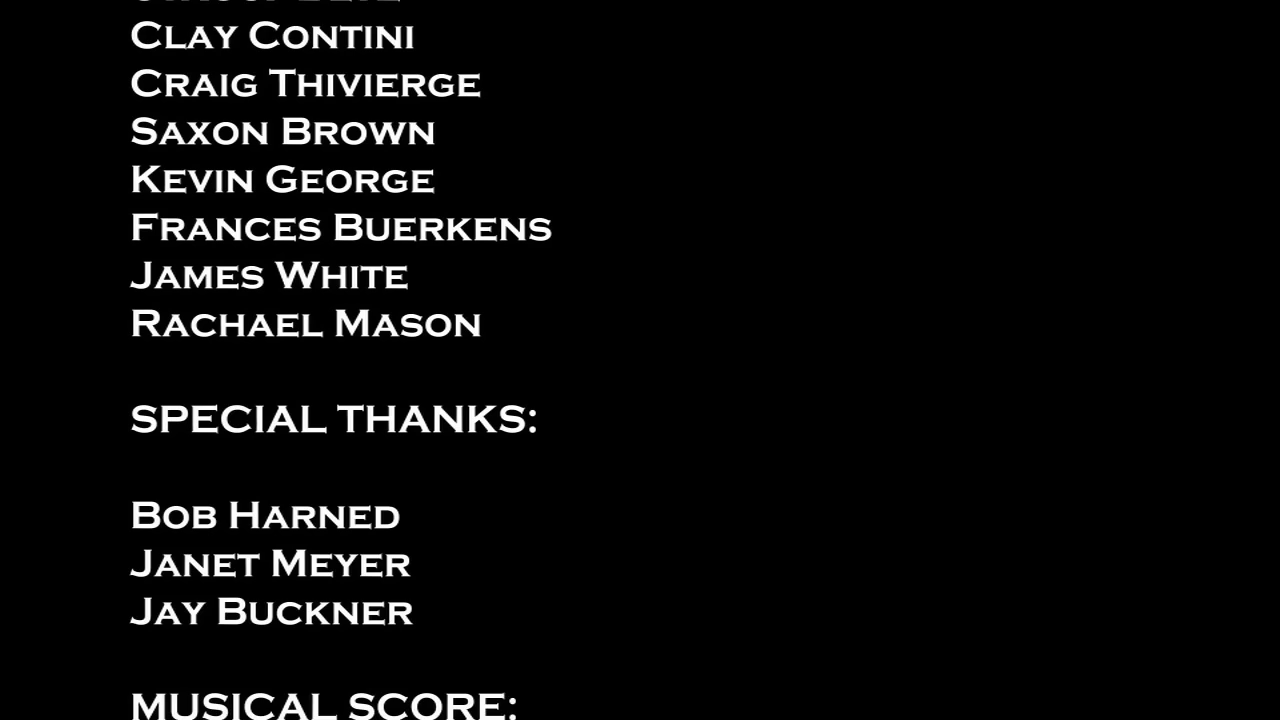 Clay Contini
Craig Thivierge
Saxon Brown
Kevin George
Frances Buerkens
James White
Rachael Mason
SPECIAL THANKS:
Bob Harned
Janet Meyer
Jay Buckner
MUSICAL SCORE: